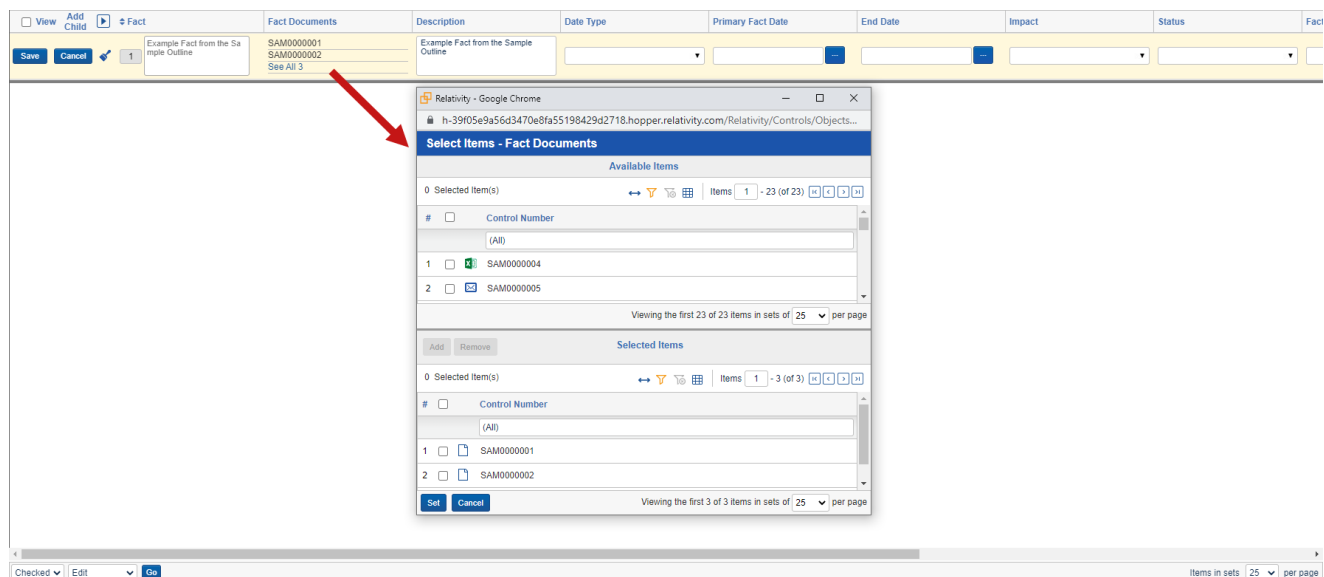 View Add Child Fact Fact Documents Description Date Type Primary Fact Date End Date Impact Status Fact
Save Cancel 1
Example Fact from the Sa
mple Outline
SAM0000001
SAM0000002
See All 3
Example Fact from the Sample
Outline
... ...
Relativity - Google Chrome
h-39f05e9a56d3470e8fa55198429d2718.hopper.relativity.com/Relativity/Controls/Objects...
Select Items - Fact Documents
Available Items
0 Selected Item(s) Items 1 - 23 (of 23)
# Control Number
(All)
1 SAM0000004
2 SAM0000005
Viewing the first 23 of 23 items in sets of 25 per page
Add Remove Selected Items
0 Selected Item(s) Items 1 - 3 (of 3)
# Control Number
(All)
1 SAM0000001
2 SAM0000002
Set Cancel Viewing the first 3 of 3 items in sets of 25 per page
Checked Edit Go Items in sets 25 per page